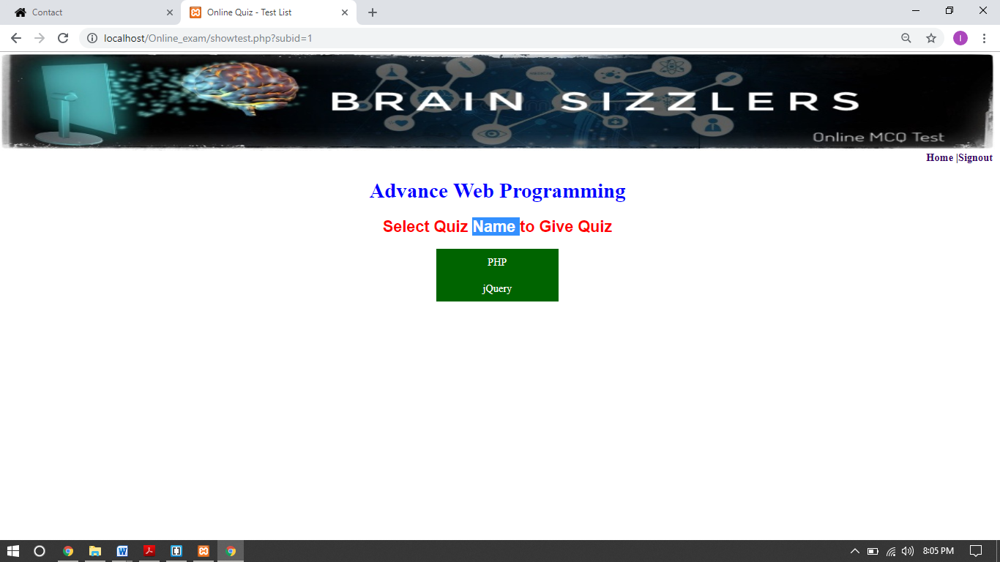 Contact
Online Quiz - Test List
localhost/Online_exam/showtest.php?subid=1
I
MEDICAL
BRAIN SIZZLERS
Online MCQ Test
Home |Signout
Advance Web Programming
Select Quiz Name to Give Quiz
PHP
jQuery
8:05 PM